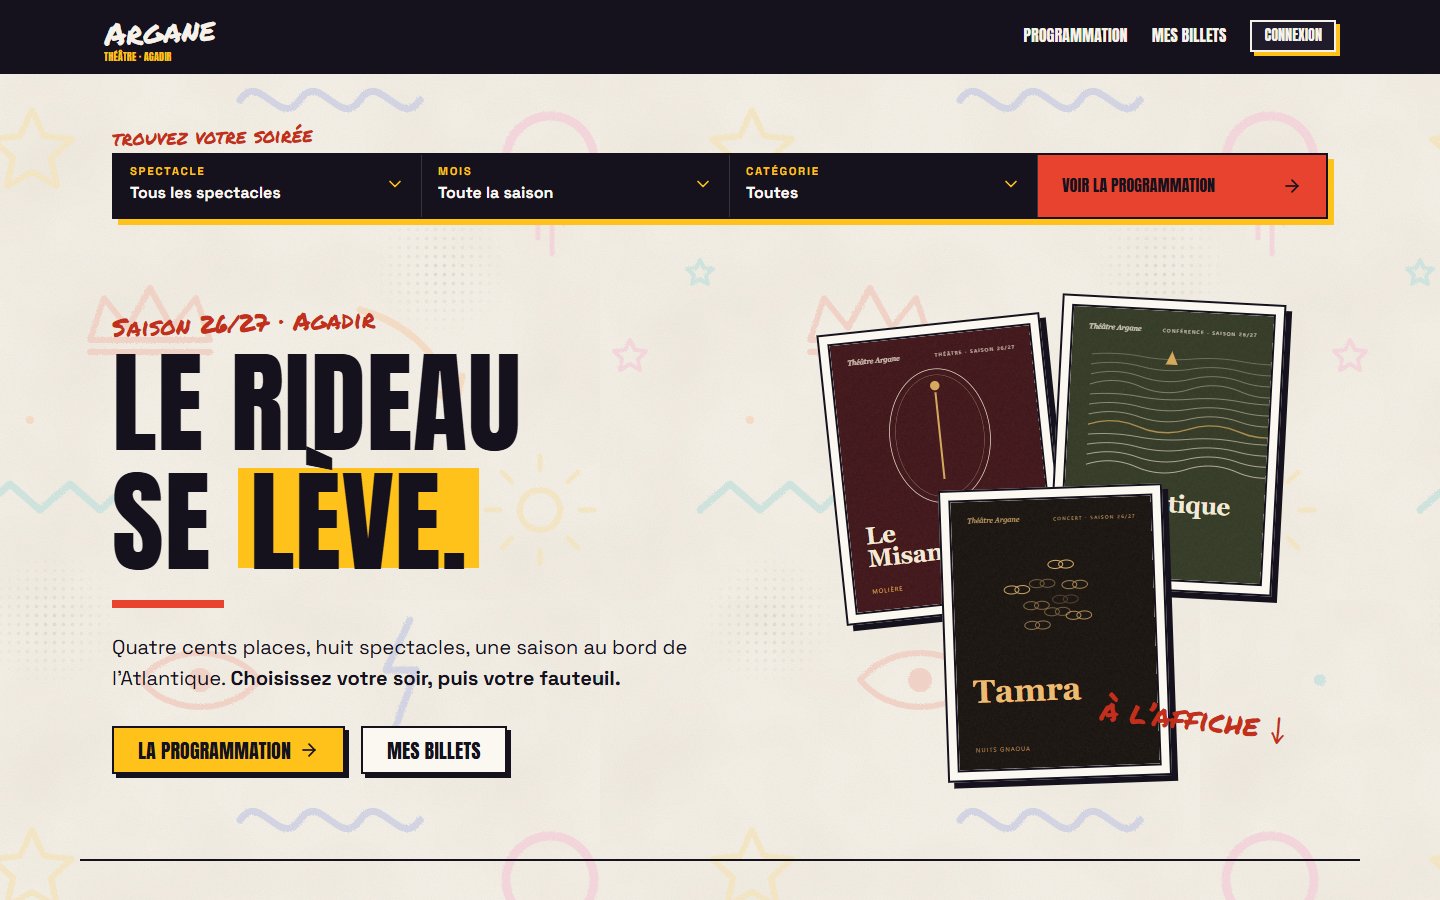 ARGANE
THÉÂTRE · AGADIR
PROGRAMMATION
MES BILLETS
CONNEXION
TROUVEZ VOTRE SOIRÉE
SPECTACLE
Tous les spectacles
MOIS
Toute la saison
CATÉGORIE
Toutes
VOIR LA PROGRAMMATION →
SAISON 26/27 · AGADIR
LE RIDEAU
SE LÈVE.
Quatre cents places, huit spectacles, une saison au bord de
l'Atlantique. Choisissez votre soir, puis votre fauteuil.
LA PROGRAMMATION →
MES BILLETS
Théâtre Argane
THÉÂTRE · SAISON 26/27
Le
Misan
MOLIÈRE
Théâtre Argane
CONFÉRENCE · SAISON 26/27
tique
Théâtre Argane
CONCERT · SAISON 26/27
Tamra
NUITS GNAOUA
À L'AFFICHE ↓